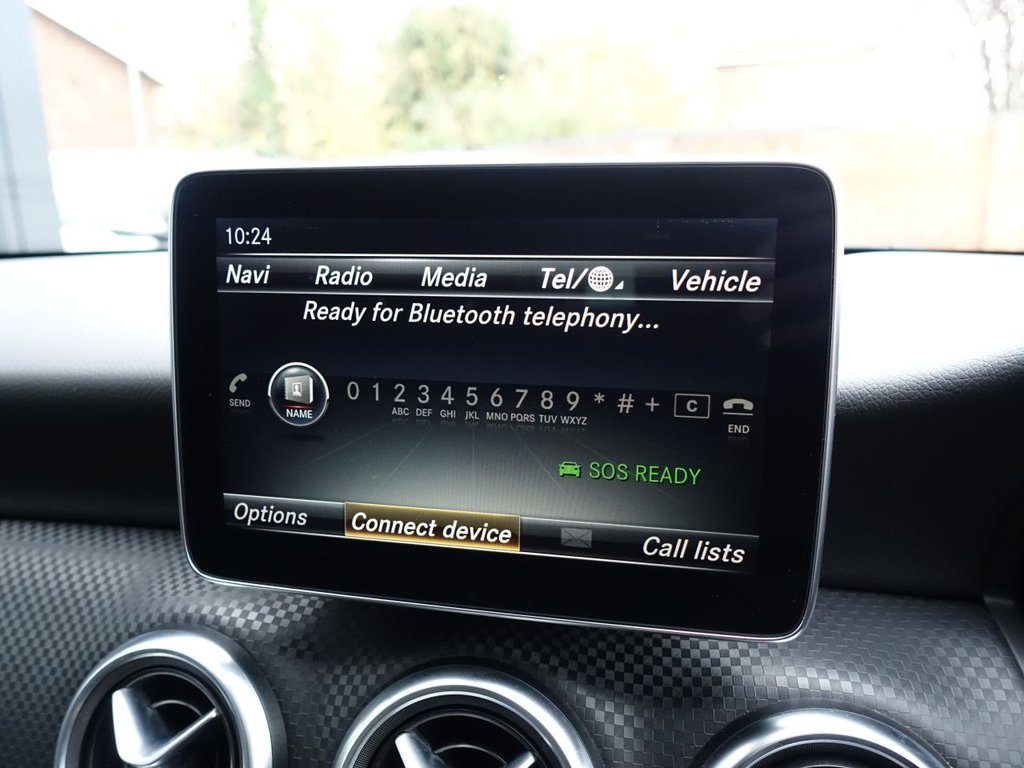 10:24
Navi Radio Media Tel/ Vehicle
Ready for Bluetooth telephony...
SEND NAME 0 1 2 3 4 5 6 7 8 9 * # + C END
ABC DEF GHI JKL MNO PQRS TUV WXYZ
SOS READY
Options Connect device Call lists